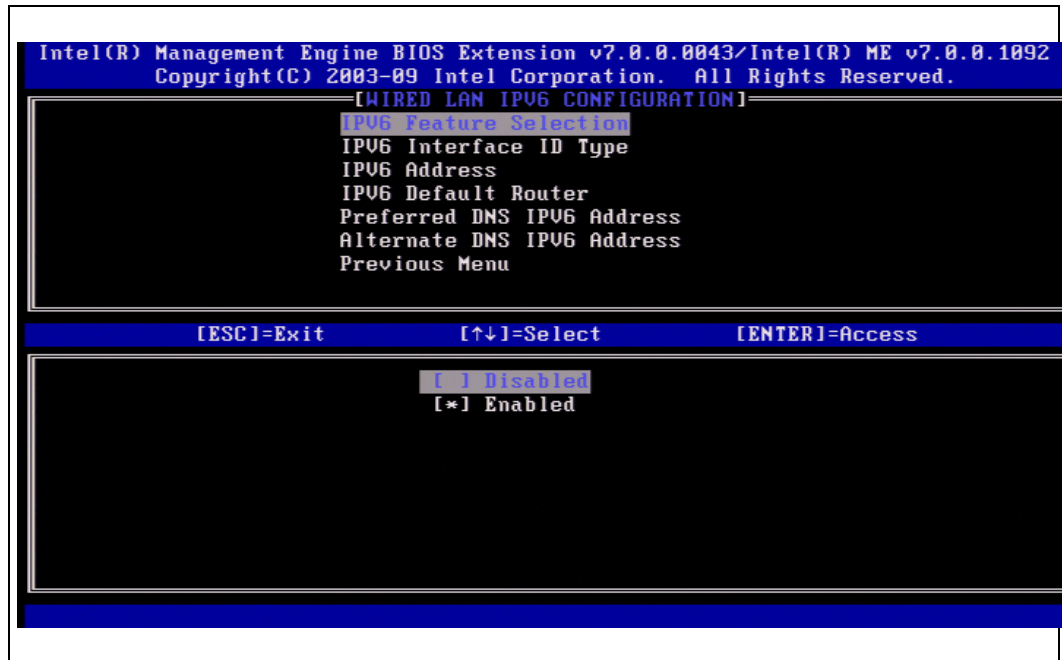 Intel(R) Management Engine BIOS Extension v7.0.0.0043/Intel(R) ME v7.0.0.1092
Copyright(C) 2003-09 Intel Corporation. All Rights Reserved.
[WIRED LAN IPV6 CONFIGURATION]
IPV6 Feature Selection
IPV6 Interface ID Type
IPV6 Address
IPV6 Default Router
Preferred DNS IPV6 Address
Alternate DNS IPV6 Address
Previous Menu
[ESC]=Exit [↑↓]=Select [ENTER]=Access
[ ] Disabled
[*] Enabled